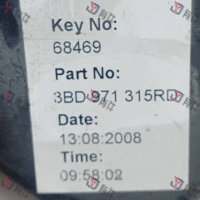 Key No:
68469
Part No:
3BD 971 315RD
Date:
13:08:2008
Time:
09:58:02